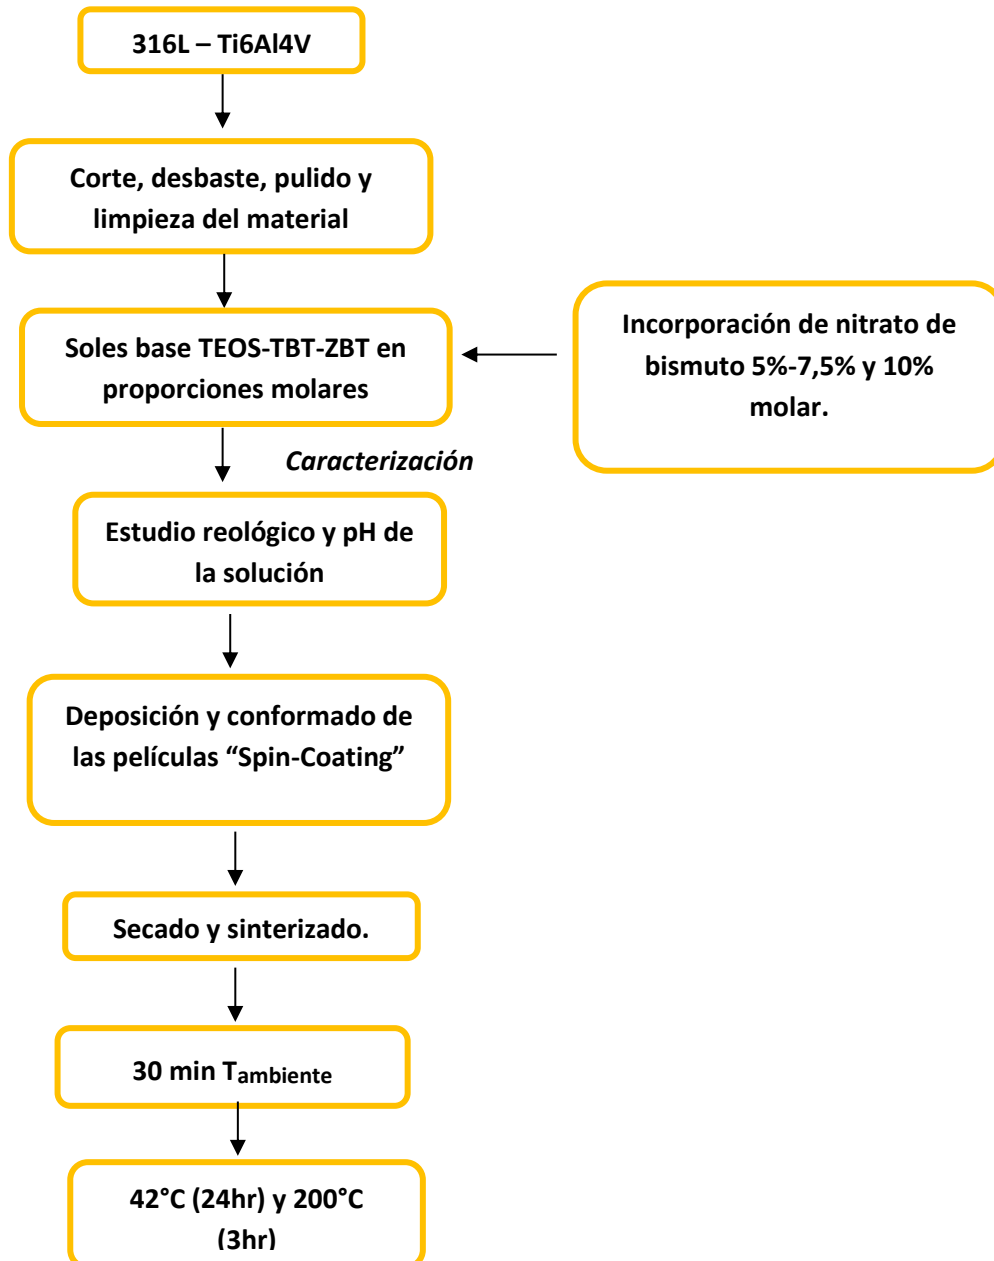 316L – Ti6Al4V
Corte, desbaste, pulido y
limpieza del material
Soles base TEOS-TBT-ZBT en
proporciones molares
Incorporación de nitrato de
bismuto 5%-7,5% y 10%
molar.
Caracterización
Estudio reológico y pH de
la solución
Deposición y conformado de
las películas “Spin-Coating”
Secado y sinterizado.
30 min Tambiente
42°C (24hr) y 200°C
(3hr)